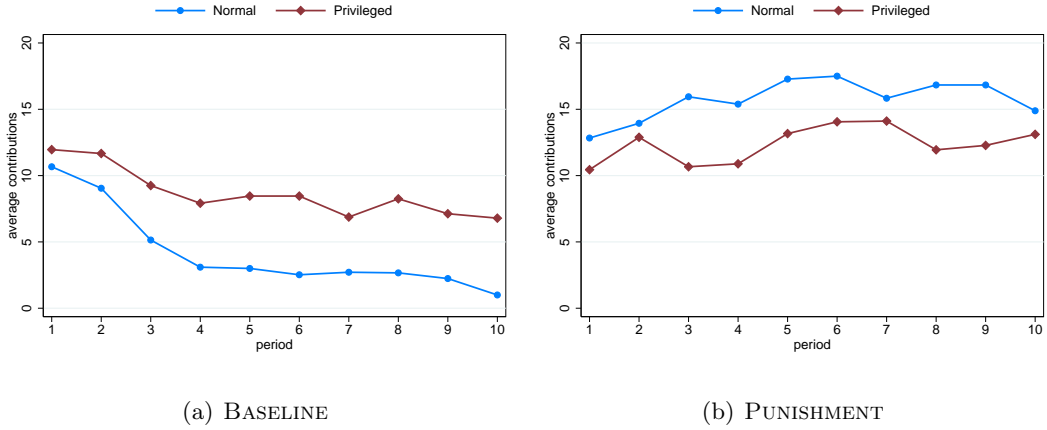 Normal Privileged
average contributions
20
15
10
5
0
1 2 3 4 5 6 7 8 9 10
period
(a) BASELINE
Normal Privileged
average contributions
20
15
10
5
0
1 2 3 4 5 6 7 8 9 10
period
(b) PUNISHMENT